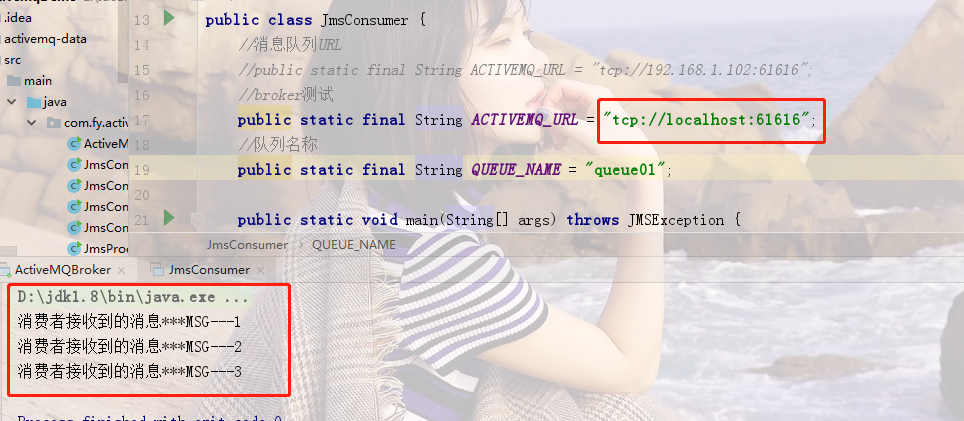 .idea
activemq-data
src
main
java
com.fy.activ
ActiveM
JmsCon
JmsCon
JmsCon
JmsCon
JmsProd
13 public class JmsConsumer {
14 //消息队列URL
15 //public static final String ACTIVEMQ_URL = "tcp://192.168.1.102:61616";
16 //broker测试
17 public static final String ACTIVEMQ_URL = "tcp://localhost:61616";
18 //队列名称
19 public static final String QUEUE_NAME = "queue01";
20
21 public static void main(String[] args) throws JMSException {
JmsConsumer › QUEUE_NAME
ActiveMQBroker × JmsConsumer ×
D:\jdk1.8\bin\java.exe ...
消费者接收到的消息***MSG---1
消费者接收到的消息***MSG---2
消费者接收到的消息***MSG---3
Process finished with exit code 0